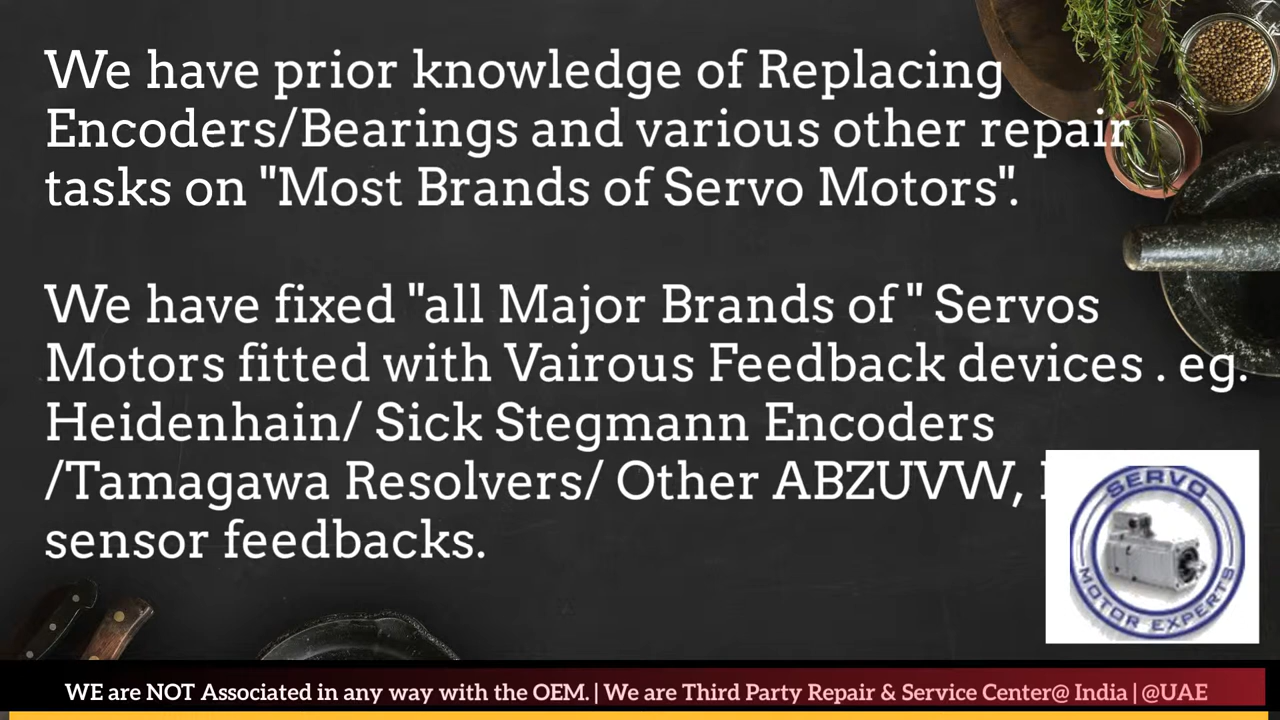 We have prior knowledge of Replacing
Encoders/Bearings and various other repair
tasks on "Most Brands of Servo Motors".
We have fixed "all Major Brands of " Servos
Motors fitted with Vairous Feedback devices . eg.
Heidenhain/ Sick Stegmann Encoders
/Tamagawa Resolvers/ Other ABZUVW,
sensor feedbacks.
SERVO
MOTOR EXPERTS
WE are NOT Associated in any way with the OEM. | We are Third Party Repair & Service Center@ India | @UAE